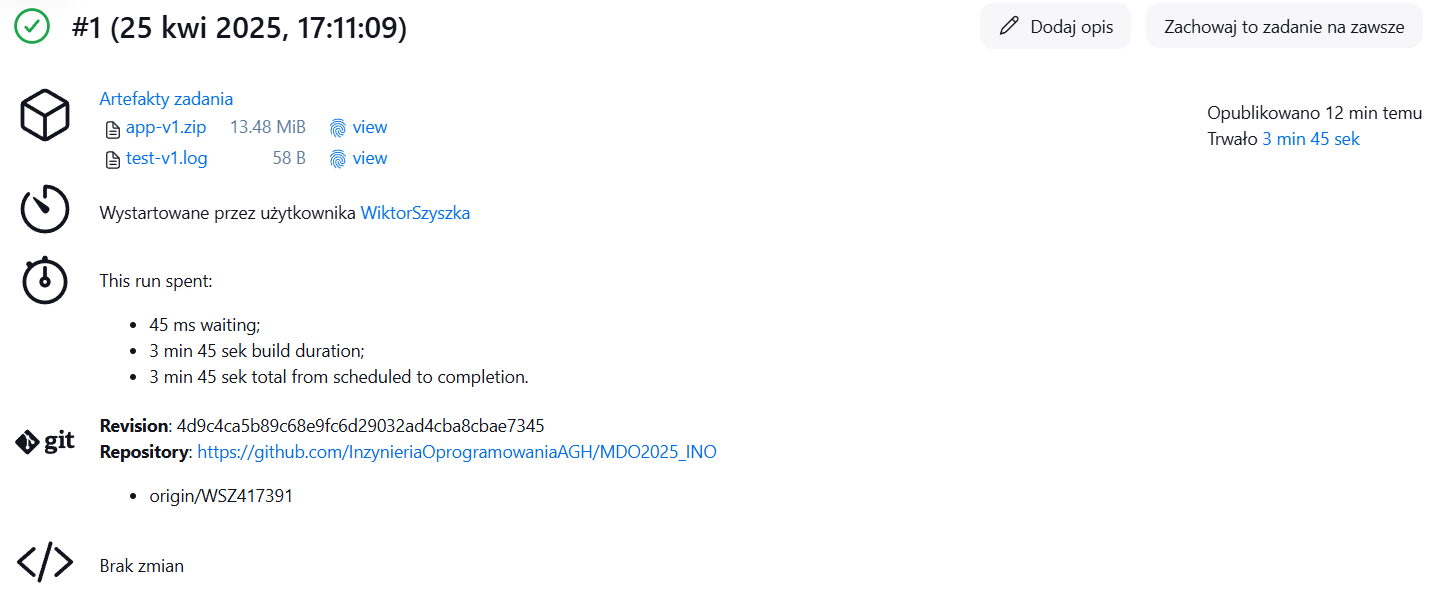 #1 (25 kwi 2025, 17:11:09)
Dodaj opis
Zachowaj to zadanie na zawsze
Artefakty zadania
app-v1.zip 13.48 MiB view
test-v1.log 58 B view
Opublikowano 12 min temu
Trwało 3 min 45 sek
Wystartowane przez użytkownika WiktorSzyszka
This run spent:
45 ms waiting;
3 min 45 sek build duration;
3 min 45 sek total from scheduled to completion.
git
Revision: 4d9c4ca5b89c68e9fc6d29032ad4cba8cbae7345
Repository: https://github.com/InzynieriaOprogramowaniaAGH/MDO2025_INO
origin/WSZ417391
Brak zmian